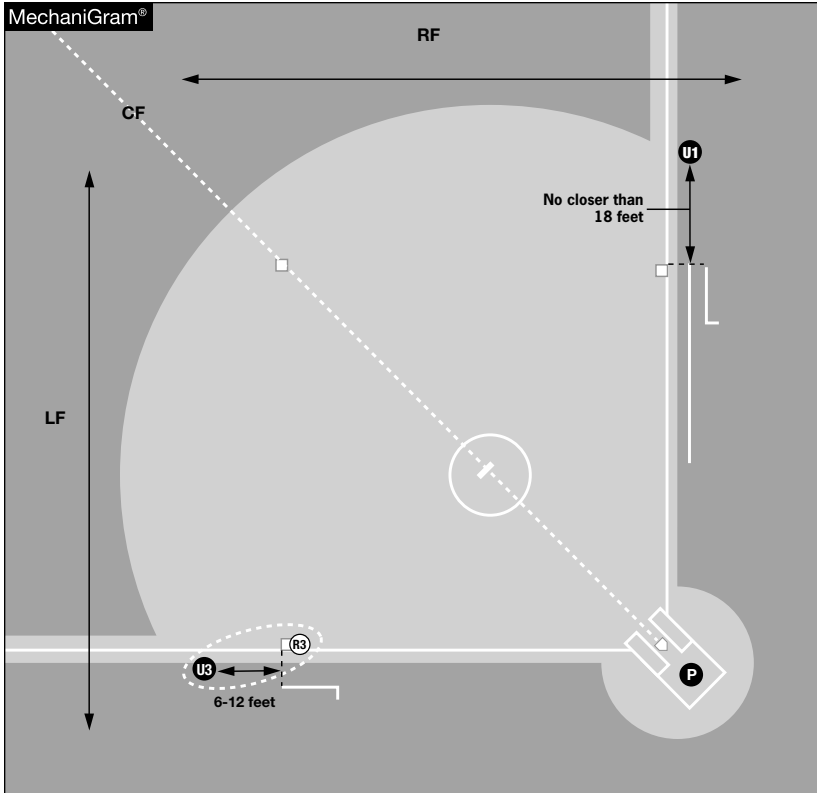 MechaniGram®
RF
CF
U1
No closer than
18 feet
LF
R3
U3
P
6-12 feet